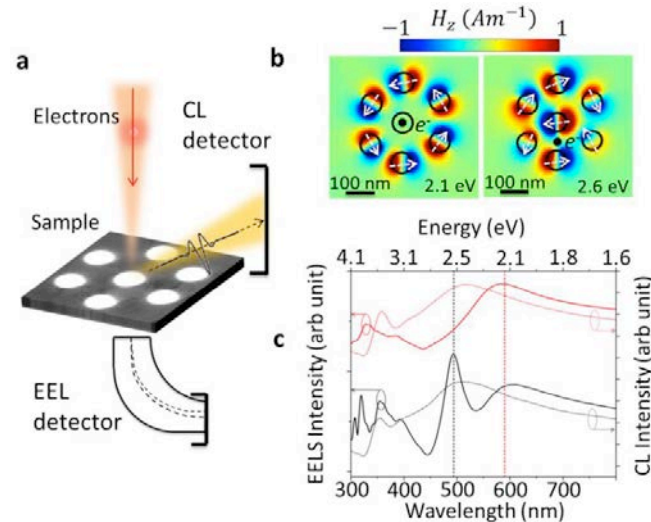 a
Electrons
CL
detector
Sample
EEL
detector
b
−1 H_z (Am⁻¹) 1
e⁻
100 nm
2.1 eV
e⁻
100 nm
2.6 eV
c
Energy (eV)
4.1 3.1 2.5 2.1 1.8 1.6
EELS Intensity (arb unit)
CL Intensity (arb unit)
300 400 500 600 700
Wavelength (nm)